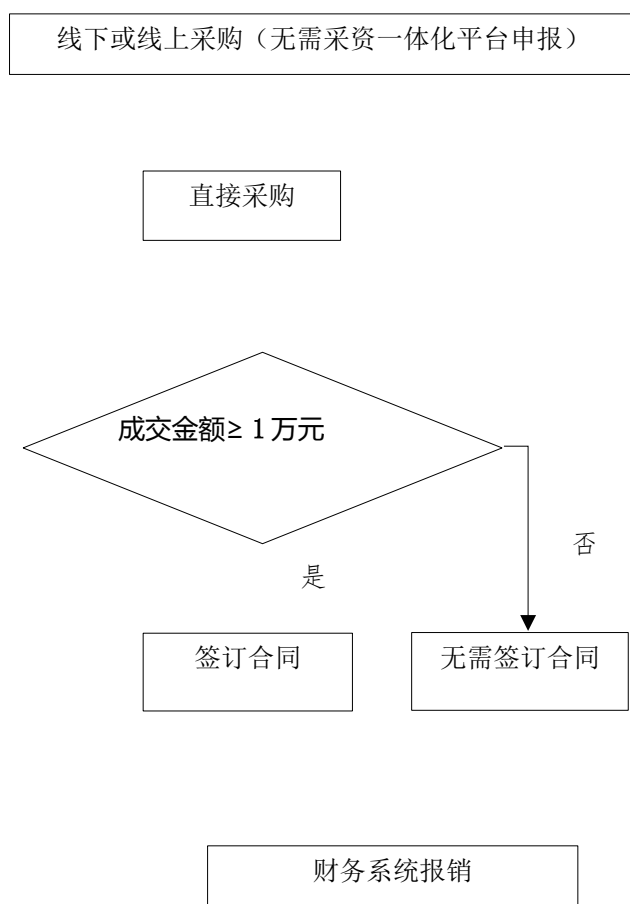 线下或线上采购（无需采资一体化平台申报）
直接采购
成交金额≥ 1 万元
否
是
签订合同
无需签订合同
财务系统报销